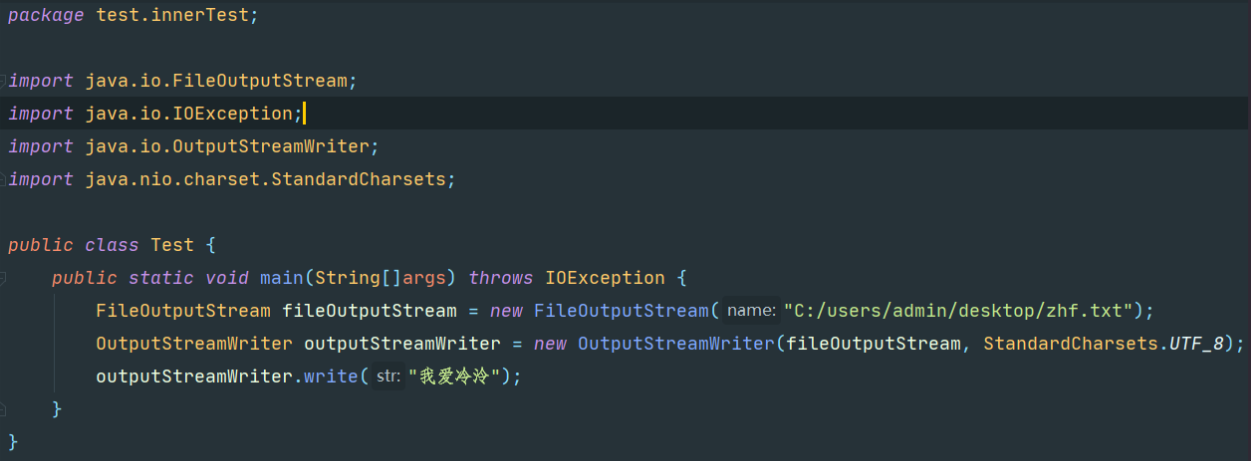 package test.innerTest;
import java.io.FileOutputStream;
import java.io.IOException;
import java.io.OutputStreamWriter;
import java.nio.charset.StandardCharsets;
public class Test {
public static void main(String[]args) throws IOException {
FileOutputStream fileOutputStream = new FileOutputStream( name: "C:/users/admin/desktop/zhf.txt");
OutputStreamWriter outputStreamWriter = new OutputStreamWriter(fileOutputStream, StandardCharsets.UTF_8);
outputStreamWriter.write( str: "我爱冷泠");
}
}